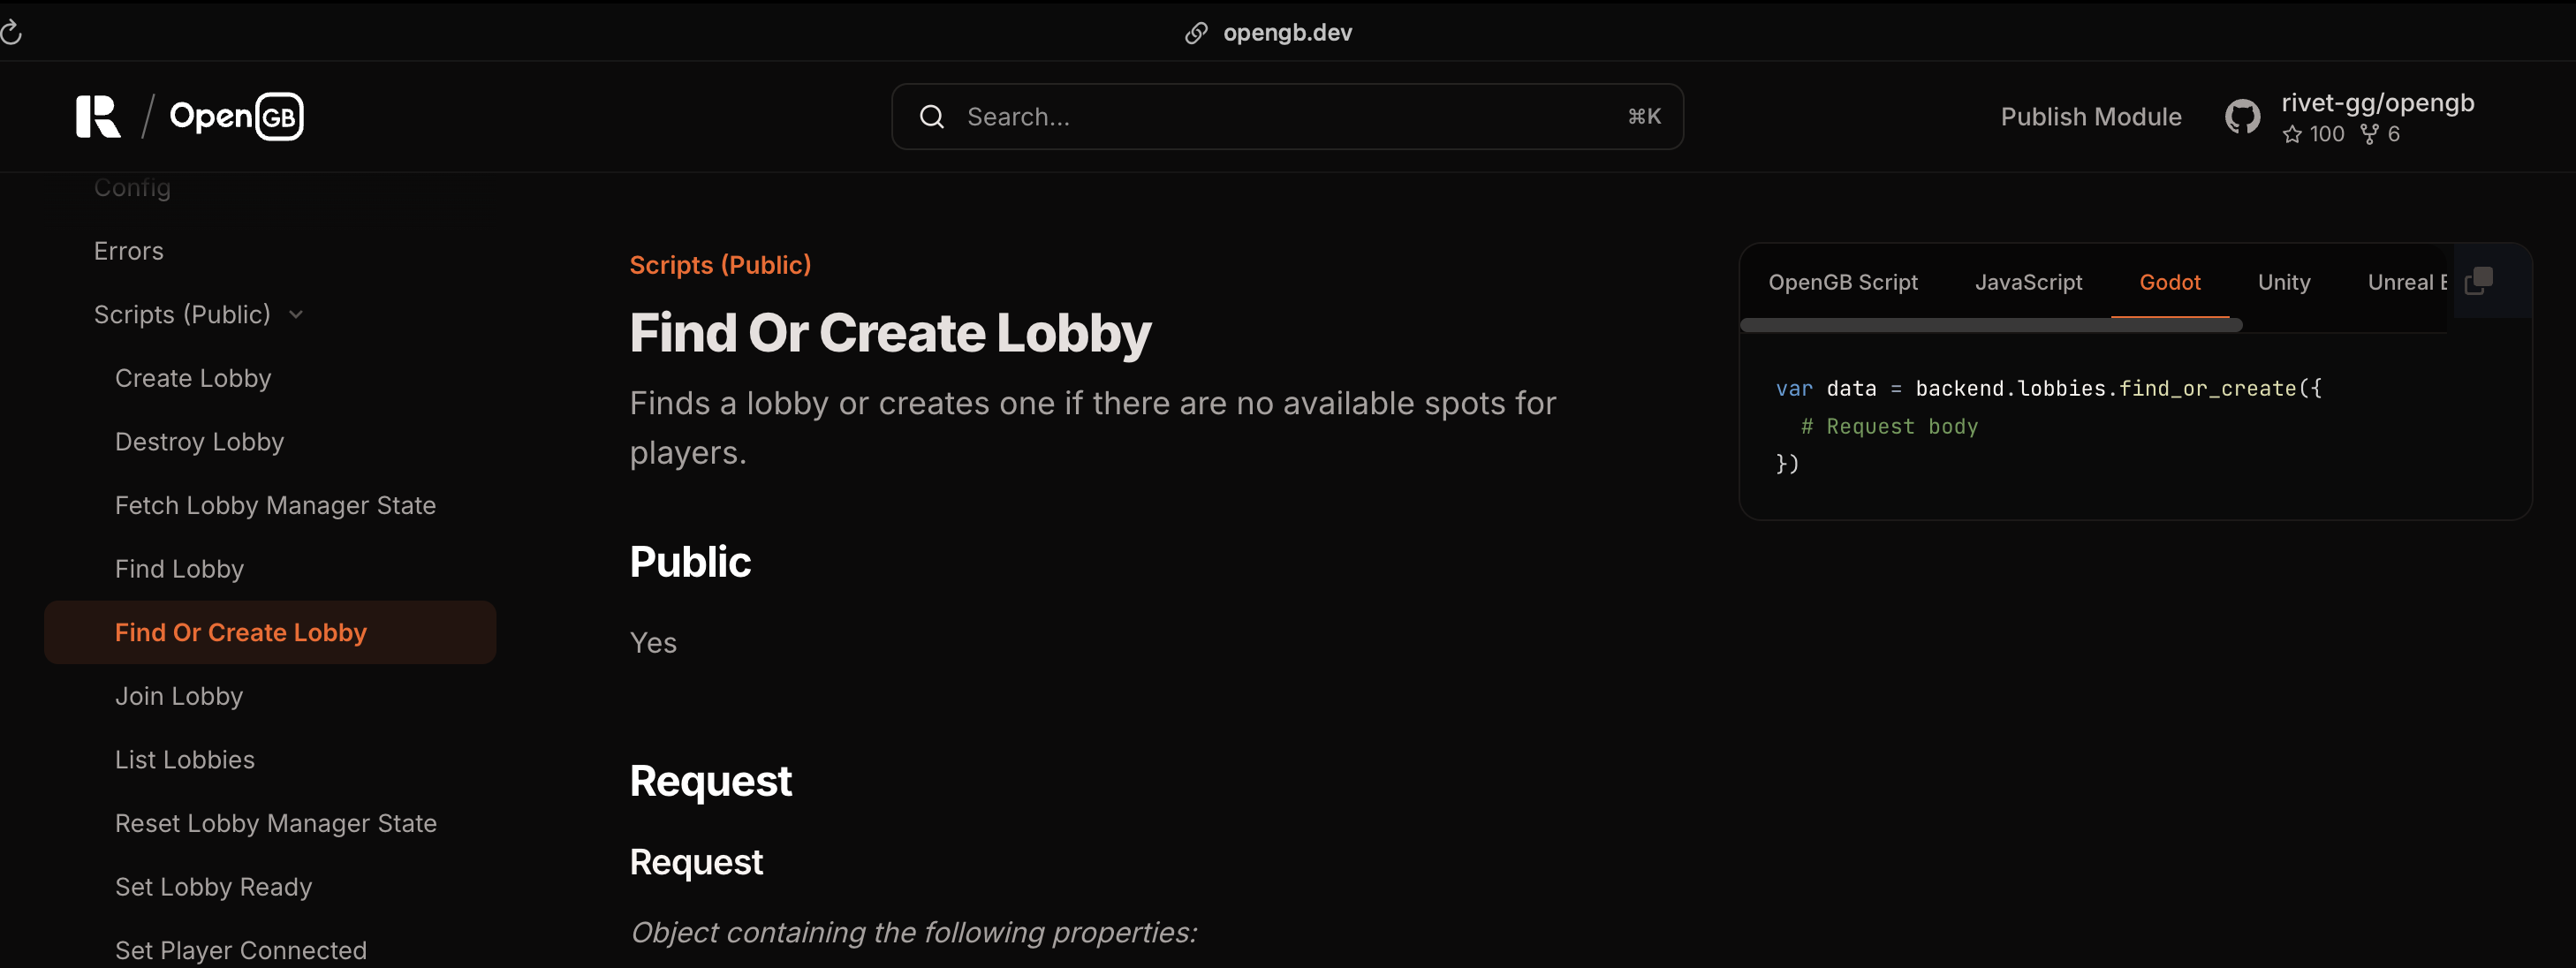 opengb.dev
OpenGB
Search...
⌘K
Publish Module
rivet-gg/opengb
100 6
Config
Errors
Scripts (Public)
Create Lobby
Destroy Lobby
Fetch Lobby Manager State
Find Lobby
Find Or Create Lobby
Join Lobby
List Lobbies
Reset Lobby Manager State
Set Lobby Ready
Set Player Connected
Scripts (Public)
Find Or Create Lobby
Finds a lobby or creates one if there are no available spots for
players.
Public
Yes
Request
Request
Object containing the following properties:
OpenGB Script JavaScript Godot Unity Unreal
var data = backend.lobbies.find_or_create({
# Request body
})